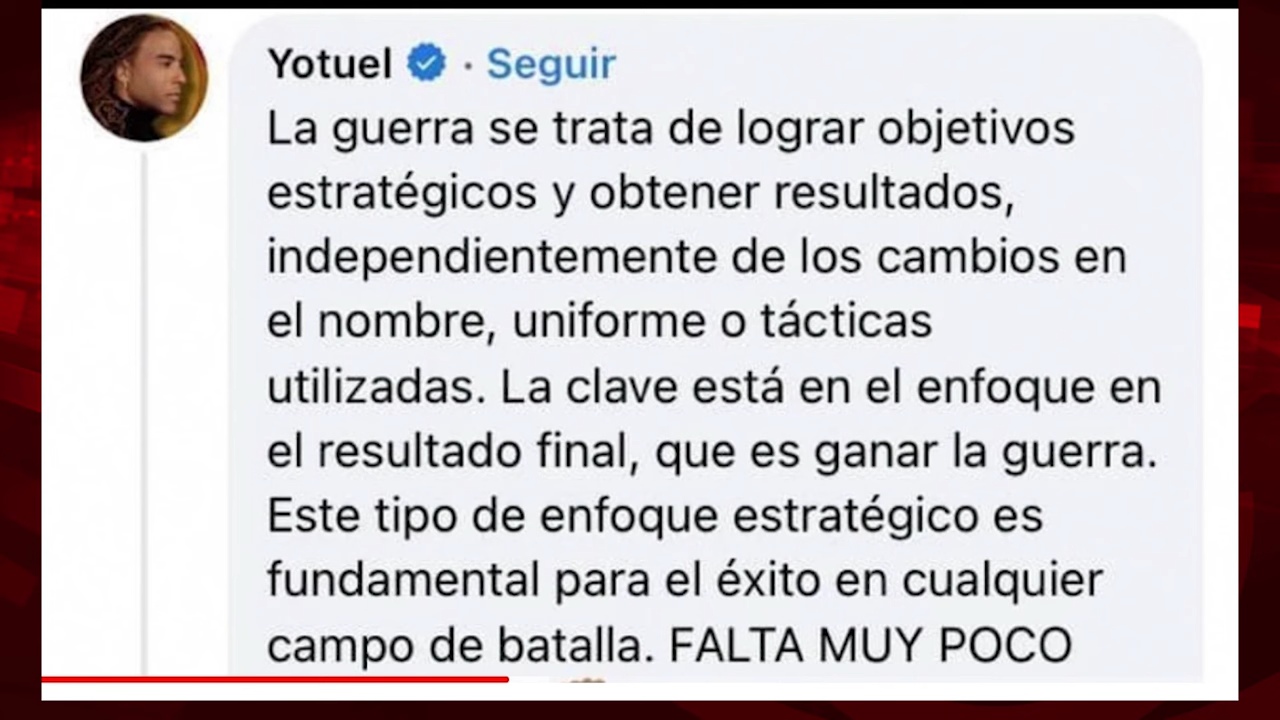 Yotuel · Seguir
La guerra se trata de lograr objetivos
estratégicos y obtener resultados,
independientemente de los cambios en
el nombre, uniforme o tácticas
utilizadas. La clave está en el enfoque en
el resultado final, que es ganar la guerra.
Este tipo de enfoque estratégico es
fundamental para el éxito en cualquier
campo de batalla. FALTA MUY POCO